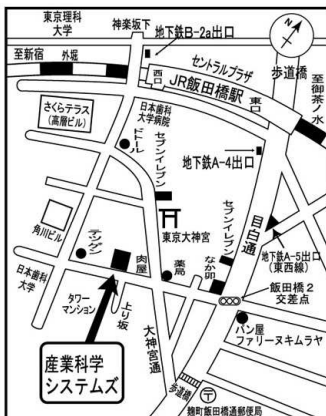 東京理科
大学
神楽坂下
地下鉄B-2a出口
N
至新宿
外堀
セントラルプラザ
歩道橋
西口
JR飯田橋駅
東口
至御茶ノ水
さくらテラス
(高層ビル)
日本歯科
大学病院
ドトール
セブンイレブン
地下鉄A-4出口
角川ビル
東京大神宮
セブンイレブン
目白通
テンゲン
肉屋
薬局
なか卯
地下鉄A-5出口
(東西線)
日本歯科
大学
飯田橋2
交差点
タワー
マンション
上り坂
大神宮通
パン屋
ファリーヌキムラヤ
産業科学
システムズ
歩道橋
〒
麹町飯田橋通郵便局